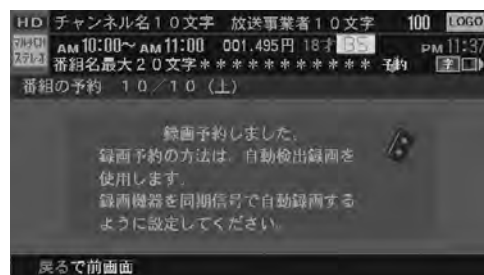 HD チャンネル名10文字 放送事業者10文字 100 LOGO
マルチCH AM10:00~AM11:00 001.495円 18才 BS PM11:37
ステレオ 番組名最大20文字********** 予約 字
番組の予約 10/10(土)
録画予約しました。
録画予約の方法は、自動検出録画を
使用します。
録画機器を同期信号で自動録画する
ように設定してください。
戻るで前画面